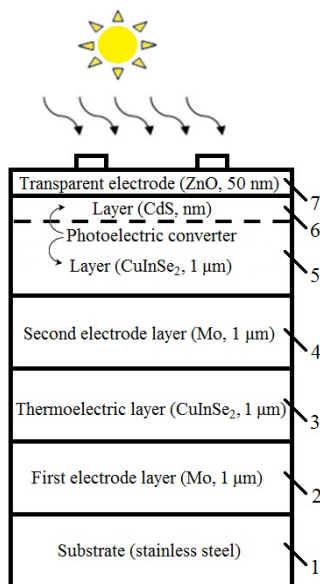 Transparent electrode (ZnO, 50 nm)
7
Layer (CdS, nm)
6
Photoelectric converter
5
Layer (CuInSe₂, 1 μm)
Second electrode layer (Mo, 1 μm)
4
Thermoelectric layer (CuInSe₂, 1 μm)
3
First electrode layer (Mo, 1 μm)
2
Substrate (stainless steel)
1